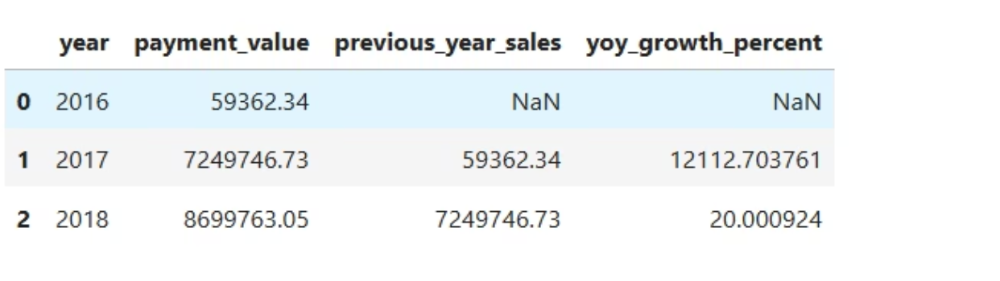 year payment_value previous_year_sales yoy_growth_percent
0 2016 59362.34 NaN NaN
1 2017 7249746.73 59362.34 12112.703761
2 2018 8699763.05 7249746.73 20.000924